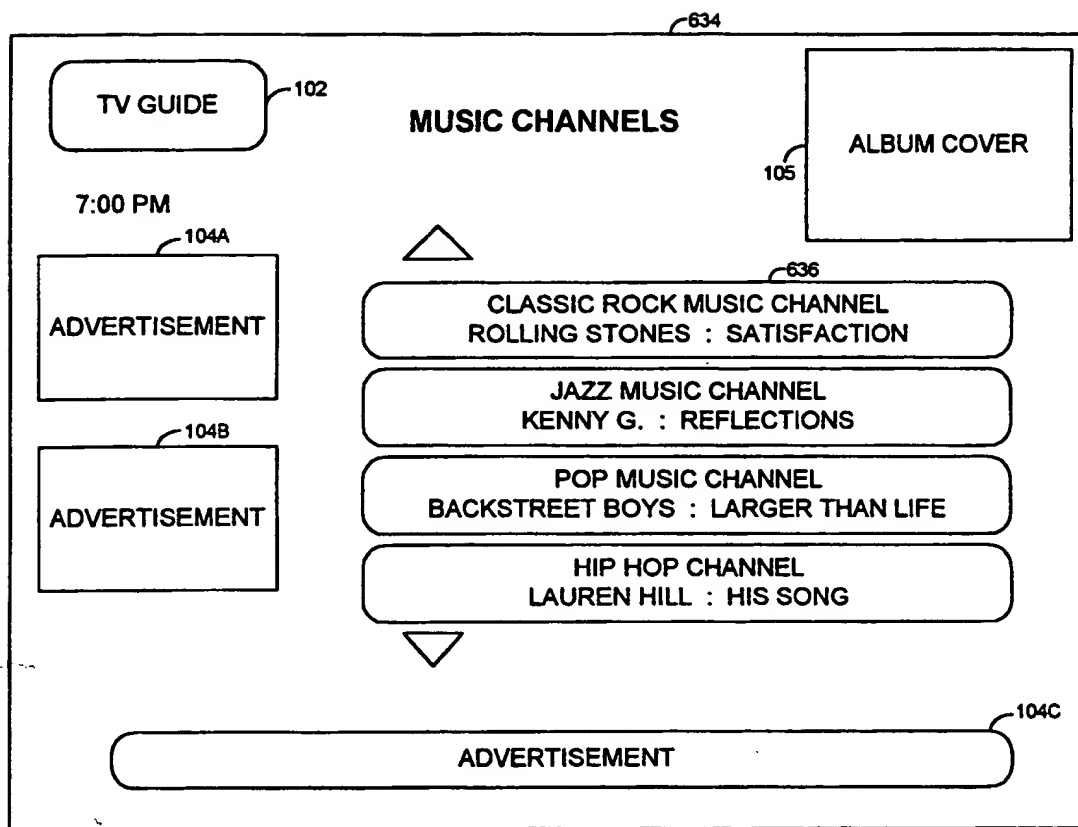 634
TV GUIDE
102
MUSIC CHANNELS
ALBUM COVER
105
7:00 PM
104A
ADVERTISEMENT
636
CLASSIC ROCK MUSIC CHANNEL
ROLLING STONES : SATISFACTION
JAZZ MUSIC CHANNEL
KENNY G. : REFLECTIONS
104B
ADVERTISEMENT
POP MUSIC CHANNEL
BACKSTREET BOYS : LARGER THAN LIFE
HIP HOP CHANNEL
LAUREN HILL : HIS SONG
104C
ADVERTISEMENT